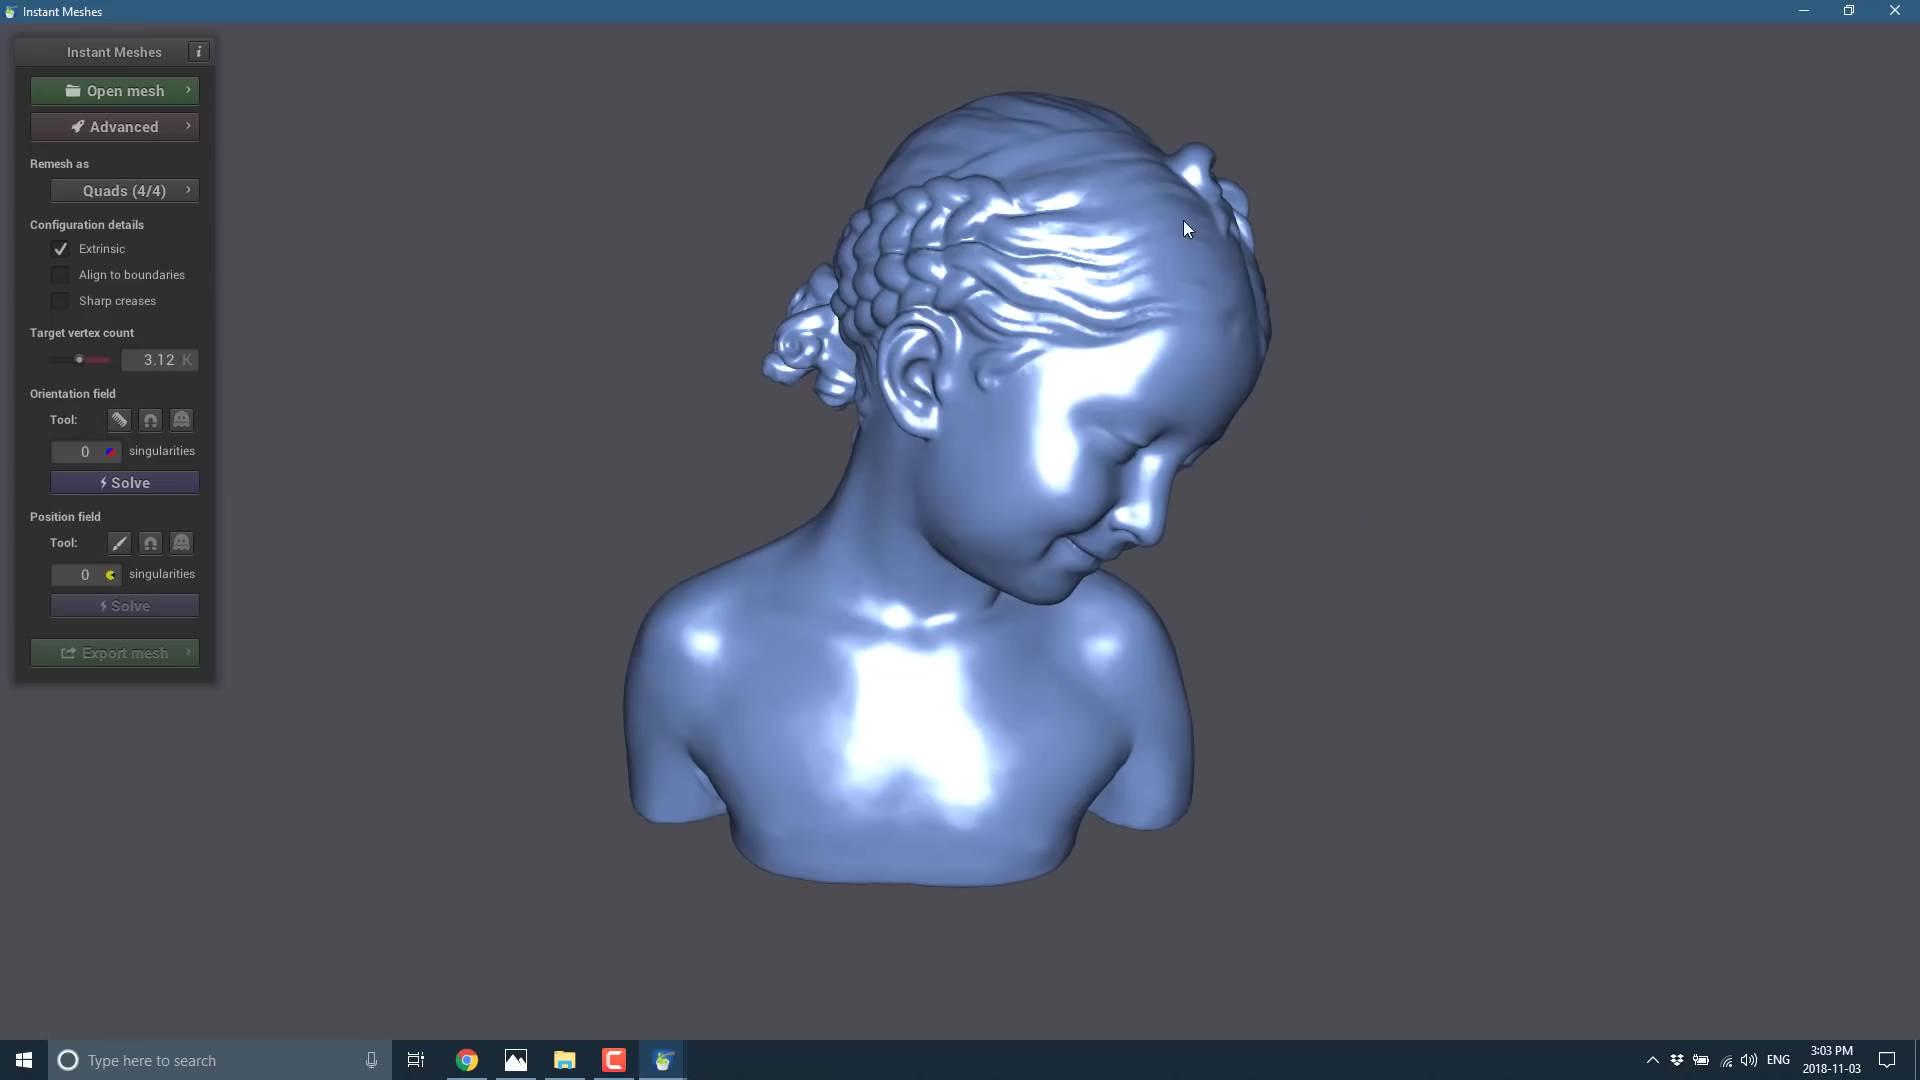 Instant Meshes
Instant Meshes
i
Open mesh
Advanced
Remesh as
Quads (4/4)
Configuration details
Extrinsic
Align to boundaries
Sharp creases
Target vertex count
3.12 K
Orientation field
Tool:
0 singularities
Solve
Position field
Tool:
0 singularities
Solve
Export mesh
Type here to search
ENG
3:03 PM
2018-11-03